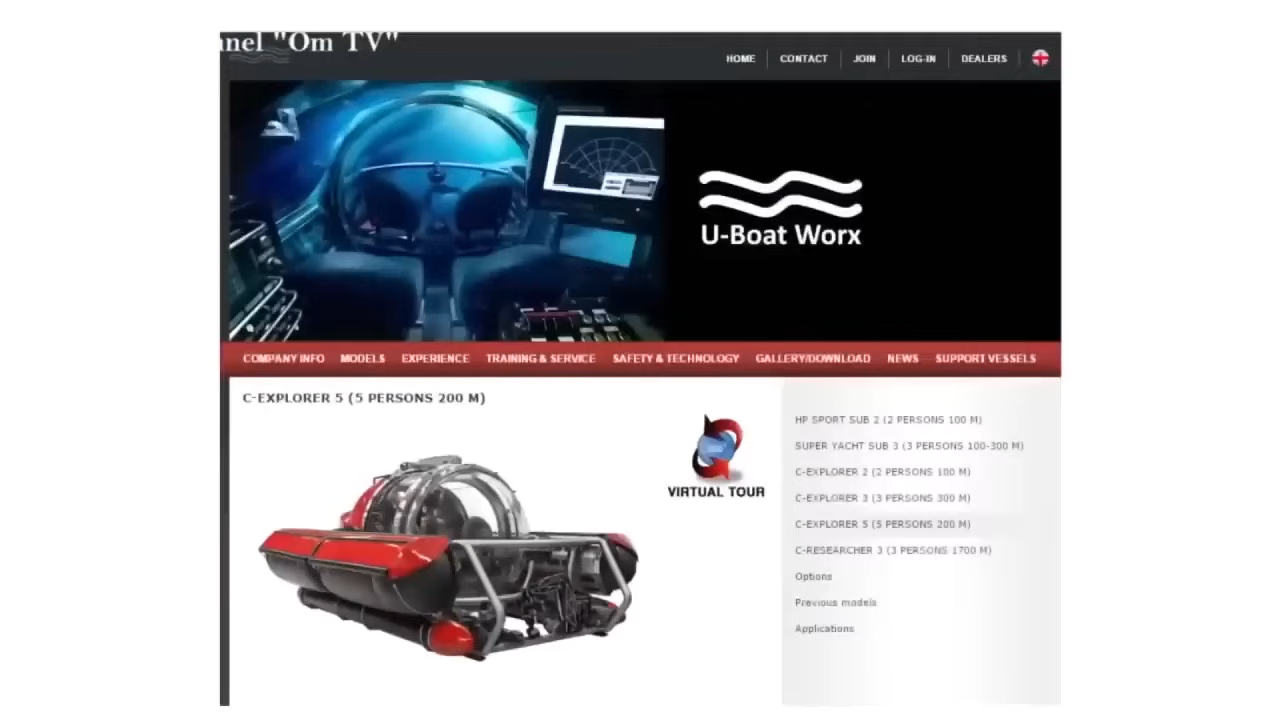 nnel "Om TV"
HOME CONTACT JOIN LOG-IN DEALERS
U-Boat Worx
COMPANY INFO MODELS EXPERIENCE TRAINING & SERVICE SAFETY & TECHNOLOGY GALLERY/DOWNLOAD NEWS SUPPORT VESSELS
C-EXPLORER 5 (5 PERSONS 200 M)
VIRTUAL TOUR
HP SPORT SUB 2 (2 PERSONS 100 M)
SUPER YACHT SUB 3 (3 PERSONS 100-300 M)
C-EXPLORER 2 (2 PERSONS 100 M)
C-EXPLORER 3 (3 PERSONS 300 M)
C-EXPLORER 5 (5 PERSONS 200 M)
C-RESEARCHER 3 (3 PERSONS 1700 M)
Options
Previous models
Applications